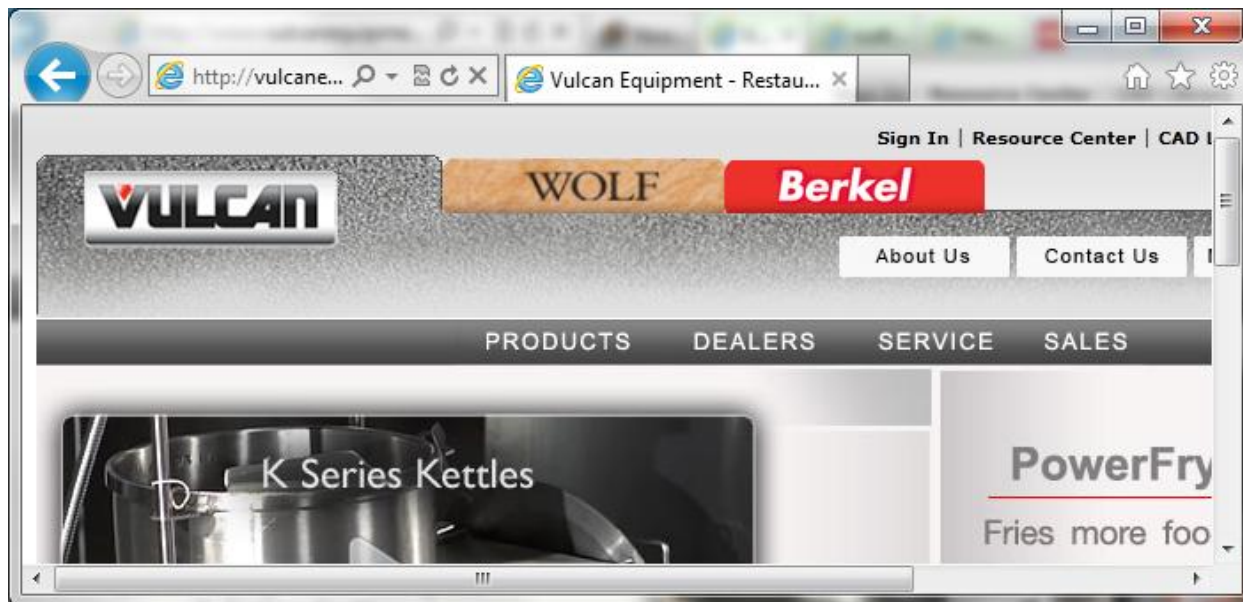 http://vulcane...
Vulcan Equipment - Restau...
Sign In | Resource Center | CAD
VULCAN
WOLF
Berkel
About Us
Contact Us
PRODUCTS
DEALERS
SERVICE
SALES
K Series Kettles
PowerFry
Fries more foo